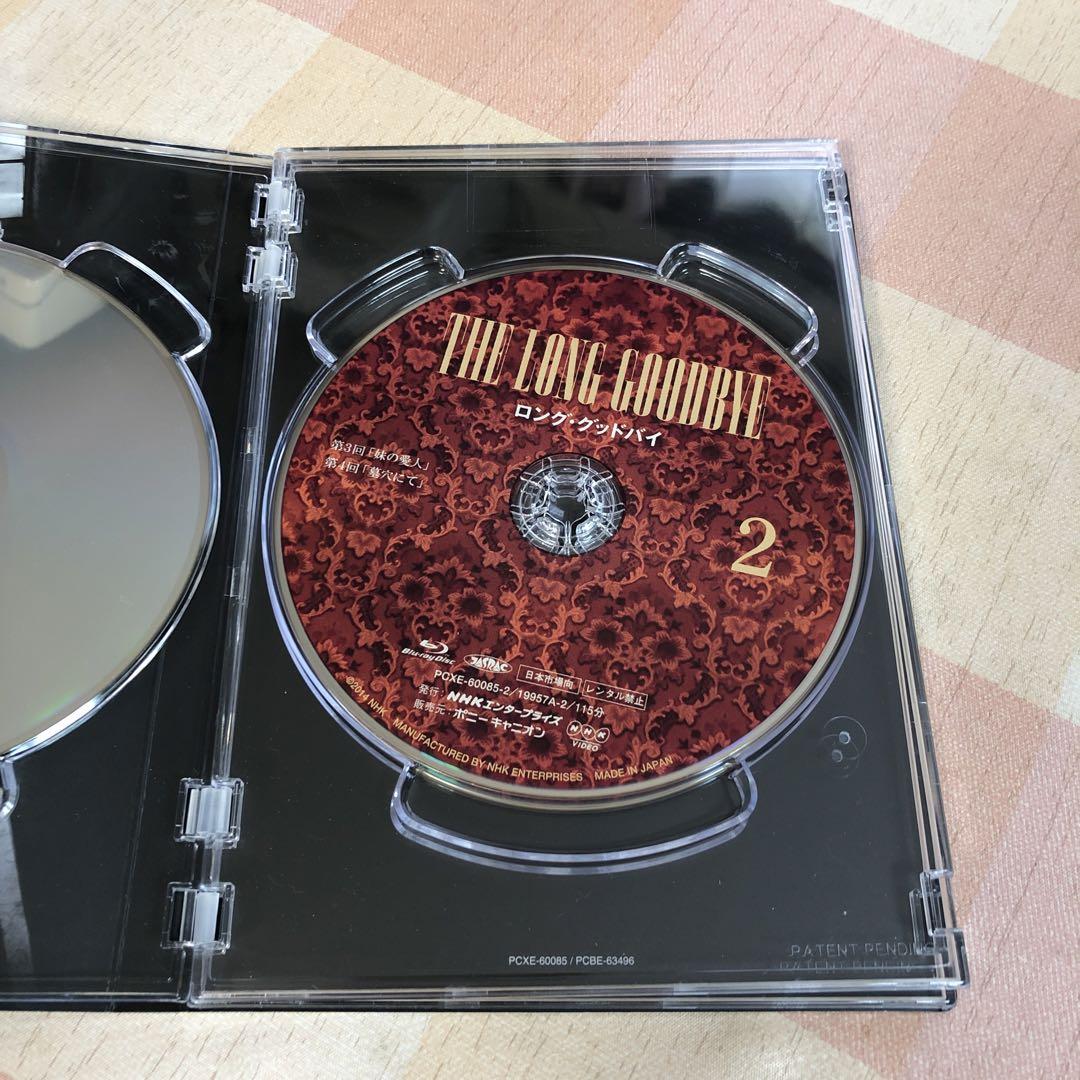 THE LONG GOODBYE
ロング・グッドバイ
第3回「妹の愛人」
第4回「墓穴にて」
2
Blu-ray Disc
JASRAC
日本市場向
レンタル禁止
PCXE-60085-2/19957A-2/115分
発行：NHKエンタープライズ
販売元：ポニーキャニオン
NHK VIDEO
©2014 NHK MANUFACTURED BY NHK ENTERPRISES MADE IN JAPAN
PCXE-60085 / PCBE-63496
PATENT PENDING